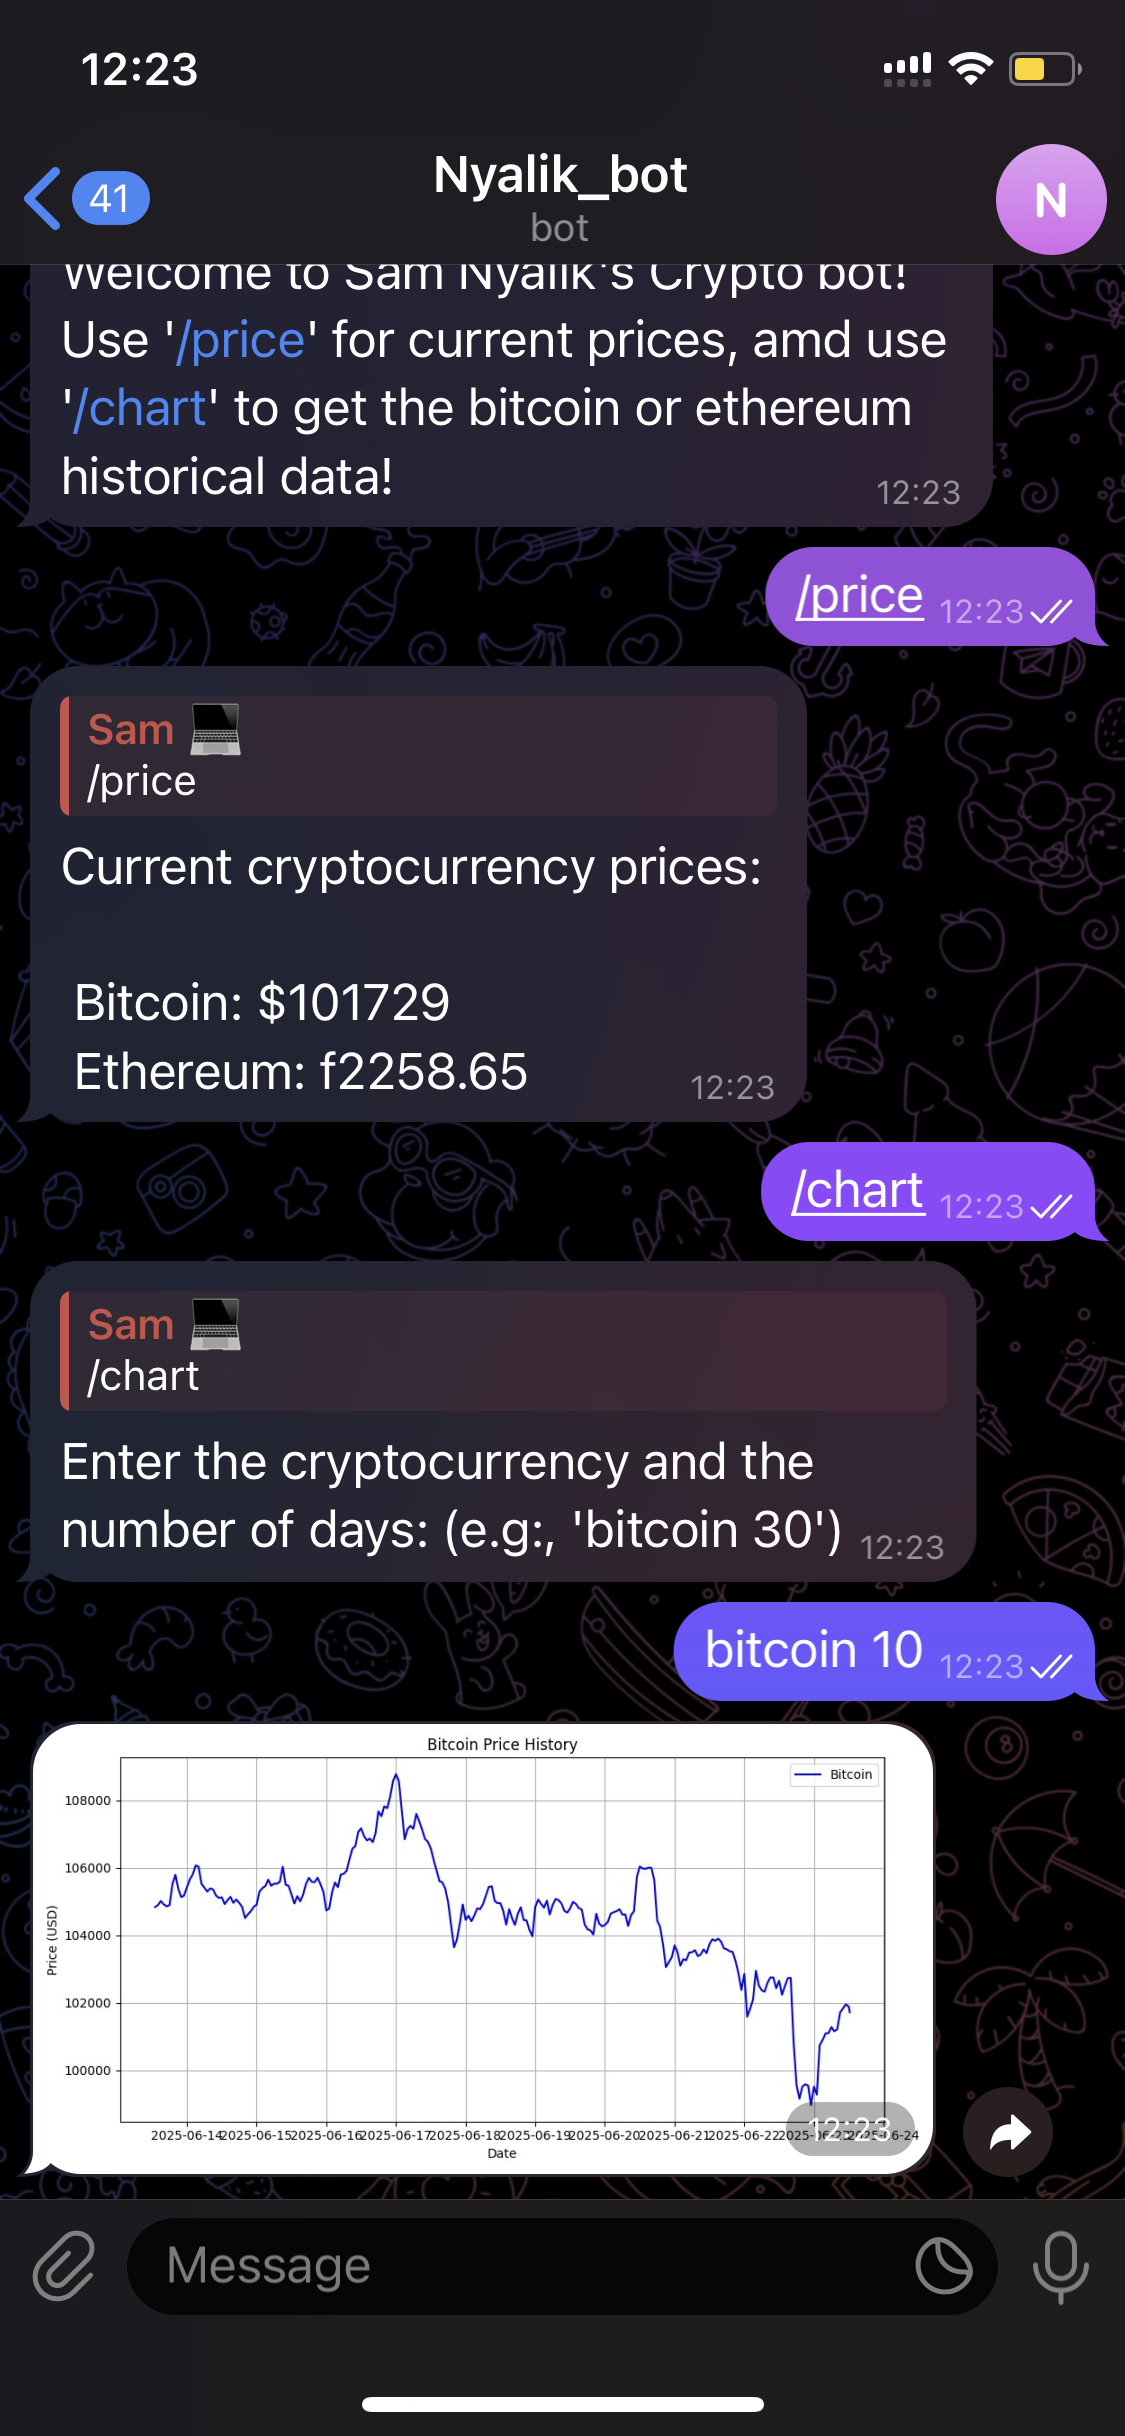 12:23
41
Nyalik_bot
bot
N
Welcome to Sam Nyalik's Crypto bot!
Use '/price' for current prices, amd use
'/chart' to get the bitcoin or ethereum
historical data!
12:23
/price 12:23
Sam
/price
Current cryptocurrency prices:
Bitcoin: $101729
Ethereum: f2258.65
12:23
/chart 12:23
Sam
/chart
Enter the cryptocurrency and the
number of days: (e.g:, 'bitcoin 30') 12:23
bitcoin 10 12:23
Bitcoin Price History
Bitcoin
108000
106000
104000
102000
100000
Price (USD)
2025-06-14 2025-06-15 2025-06-16 2025-06-17 2025-06-18 2025-06-19 2025-06-20 2025-06-21 2025-06-22 2025-06-23 2025-06-24
12:23
Date
Message